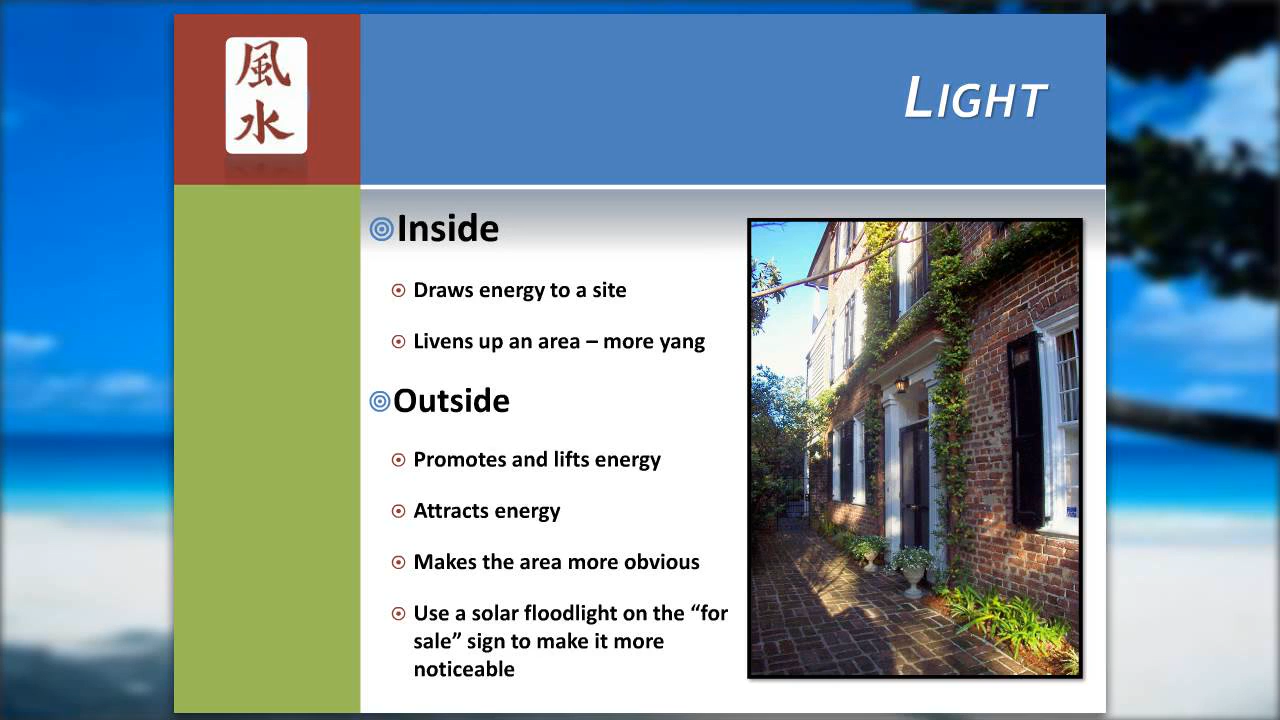 風
水
LIGHT
Inside
Draws energy to a site
Livens up an area – more yang
Outside
Promotes and lifts energy
Attracts energy
Makes the area more obvious
Use a solar floodlight on the “for
sale” sign to make it more
noticeable